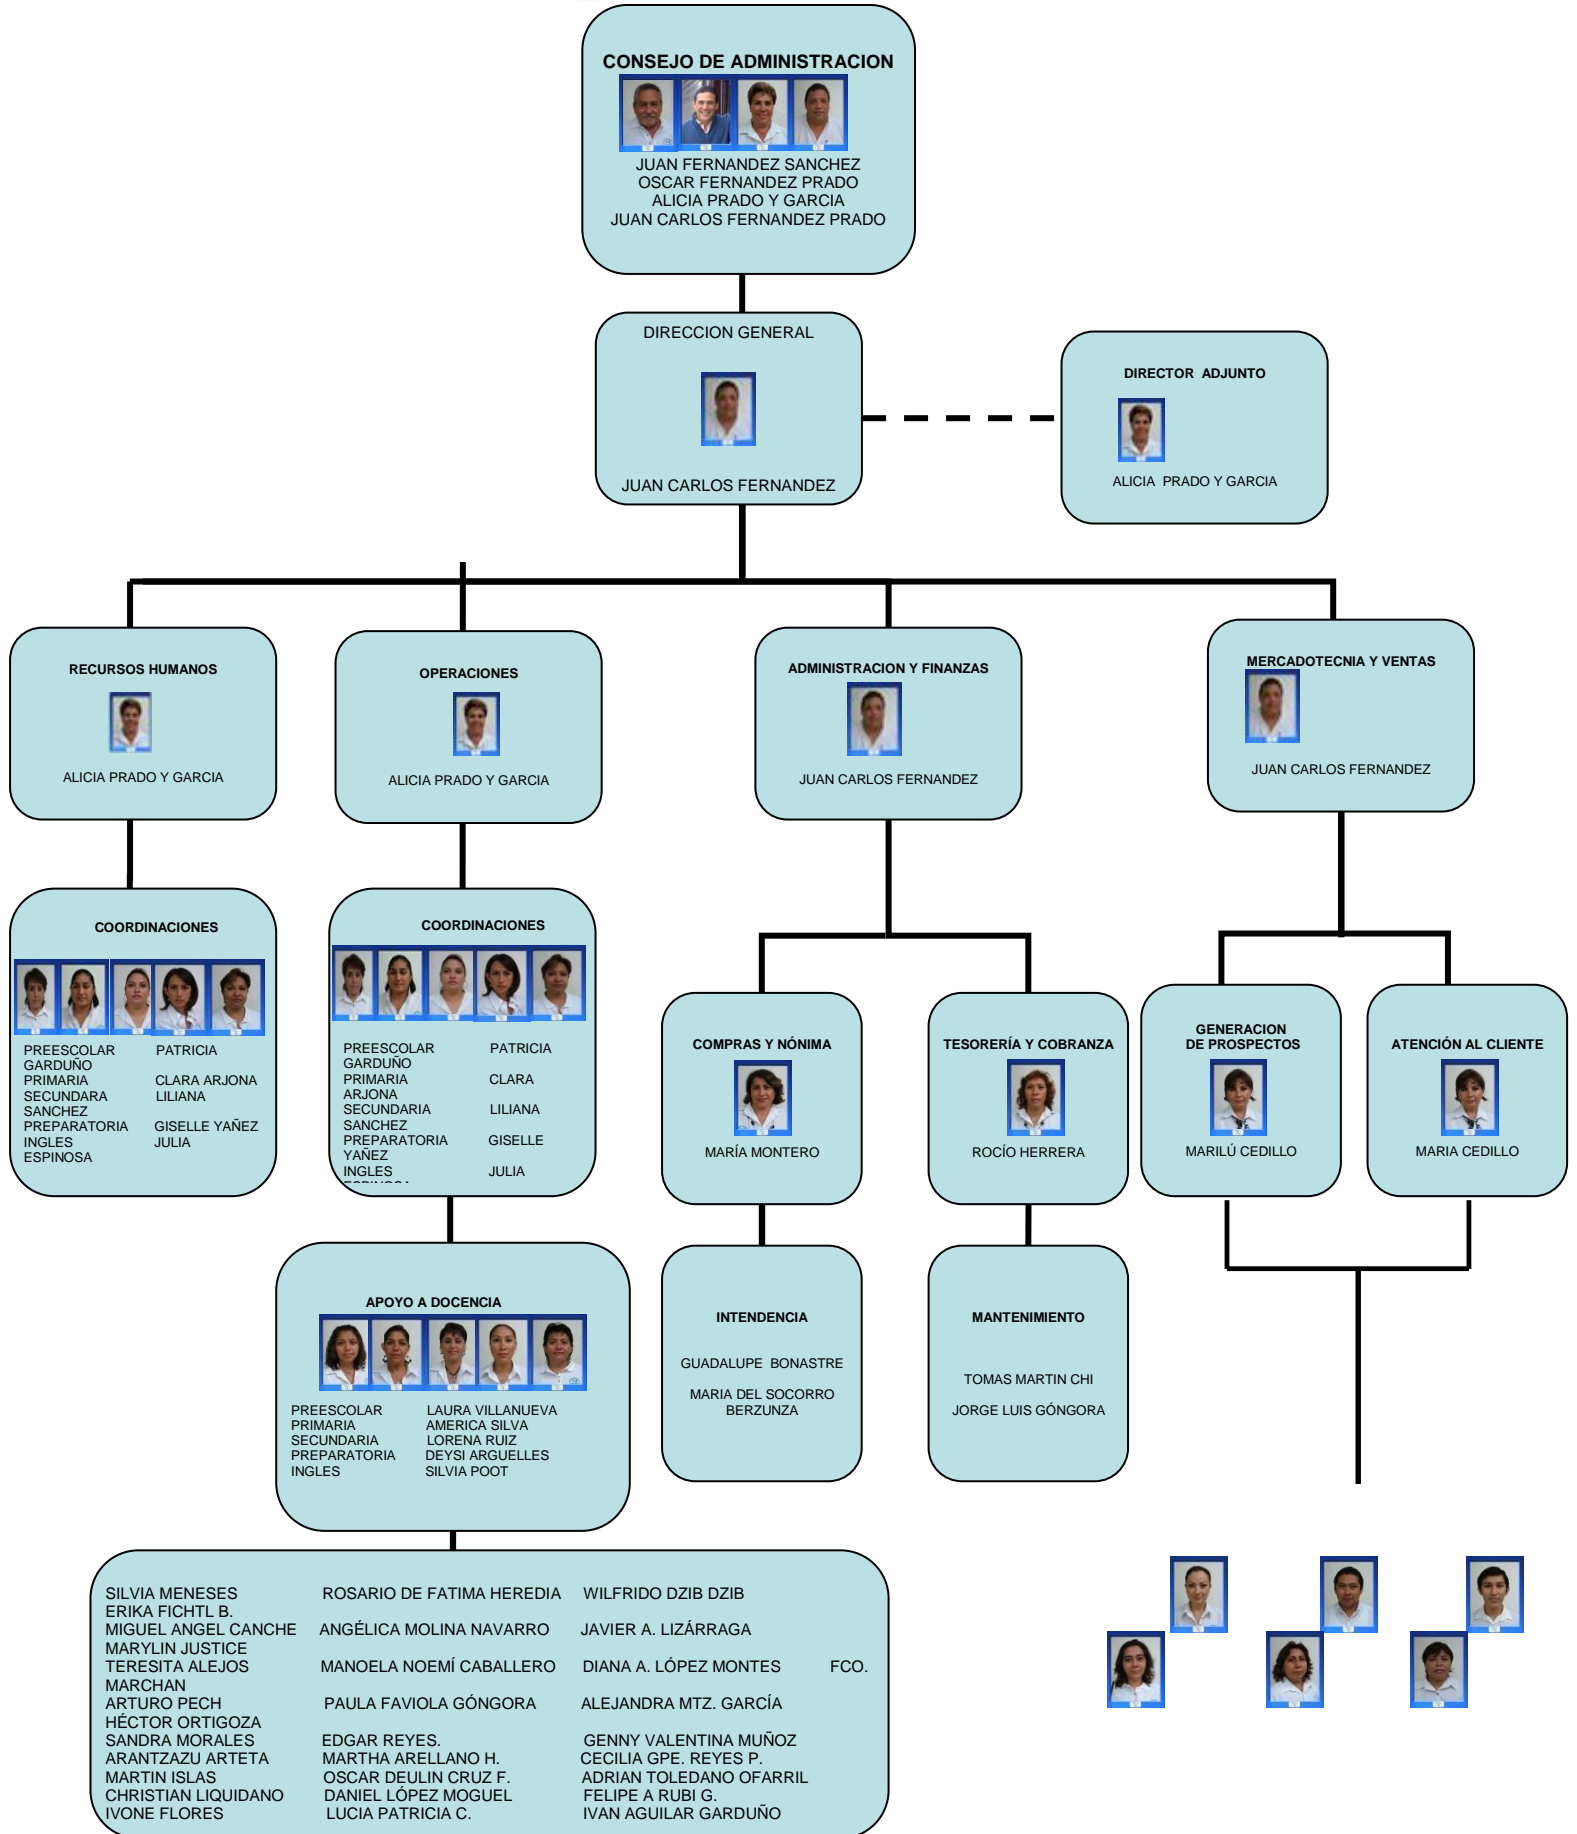 CONSEJO DE ADMINISTRACION
JUAN FERNANDEZ SANCHEZ
OSCAR FERNANDEZ PRADO
ALICIA PRADO Y GARCIA
JUAN CARLOS FERNANDEZ PRADO
DIRECCION GENERAL
JUAN CARLOS FERNANDEZ
DIRECTOR ADJUNTO
ALICIA PRADO Y GARCIA
RECURSOS HUMANOS
ALICIA PRADO Y GARCIA
OPERACIONES
ALICIA PRADO Y GARCIA
ADMINISTRACION Y FINANZAS
JUAN CARLOS FERNANDEZ
MERCADOTECNIA Y VENTAS
JUAN CARLOS FERNANDEZ
COORDINACIONES
PREESCOLAR PATRICIA
GARDUÑO
PRIMARIA CLARA ARJONA
SECUNDARA LILIANA
SANCHEZ
PREPARATORIA GISELLE YAÑEZ
INGLES JULIA
ESPINOSA
COORDINACIONES
PREESCOLAR PATRICIA
GARDUÑO
PRIMARIA CLARA
ARJONA
SECUNDARIA LILIANA
SANCHEZ
PREPARATORIA GISELLE
YAÑEZ
INGLES JULIA
COMPRAS Y NÓNIMA
MARÍA MONTERO
TESORERÍA Y COBRANZA
ROCÍO HERRERA
GENERACION
DE PROSPECTOS
MARILÚ CEDILLO
ATENCIÓN AL CLIENTE
MARIA CEDILLO
APOYO A DOCENCIA
PREESCOLAR LAURA VILLANUEVA
PRIMARIA AMERICA SILVA
SECUNDARIA LORENA RUIZ
PREPARATORIA DEYSI ARGUELLES
INGLES SILVIA POOT
INTENDENCIA
GUADALUPE BONASTRE
MARIA DEL SOCORRO
BERZUNZA
MANTENIMIENTO
TOMAS MARTIN CHI
JORGE LUIS GÓNGORA
SILVIA MENESES ROSARIO DE FATIMA HEREDIA WILFRIDO DZIB DZIB
ERIKA FICHTL B.
MIGUEL ANGEL CANCHE ANGÉLICA MOLINA NAVARRO JAVIER A. LIZÁRRAGA
MARYLIN JUSTICE
TERESITA ALEJOS MANOELA NOEMÍ CABALLERO DIANA A. LÓPEZ MONTES FCO.
MARCHAN
ARTURO PECH PAULA FAVIOLA GÓNGORA ALEJANDRA MTZ. GARCÍA
HÉCTOR ORTIGOZA
SANDRA MORALES EDGAR REYES. GENNY VALENTINA MUÑOZ
ARANTZAZU ARTETA MARTHA ARELLANO H. CECILIA GPE. REYES P.
MARTIN ISLAS OSCAR DEULIN CRUZ F. ADRIAN TOLEDANO OFARRIL
CHRISTIAN LIQUIDANO DANIEL LÓPEZ MOGUEL FELIPE A RUBI G.
IVONE FLORES LUCIA PATRICIA C. IVAN AGUILAR GARDUÑO